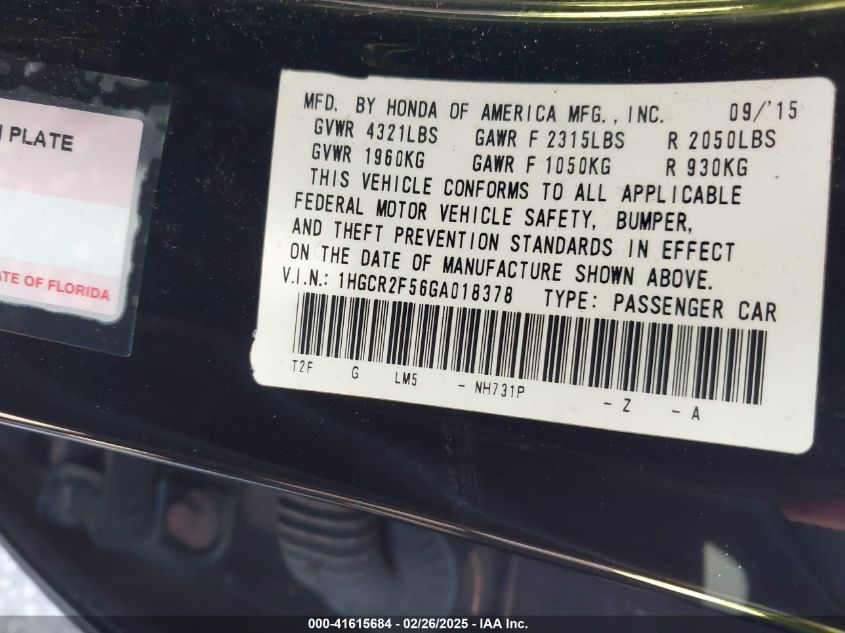 N PLATE
TE OF FLORIDA
MFD. BY HONDA OF AMERICA MFG., INC. 09/'15
GVWR 4321LBS GAWR F 2315LBS R 2050LBS
GVWR 1960KG GAWR F 1050KG R 930KG
THIS VEHICLE CONFORMS TO ALL APPLICABLE
FEDERAL MOTOR VEHICLE SAFETY, BUMPER,
AND THEFT PREVENTION STANDARDS IN EFFECT
ON THE DATE OF MANUFACTURE SHOWN ABOVE.
V.I.N.: 1HGCR2F56GA018378 TYPE: PASSENGER CAR
T2F G LM5 - NH731P - Z - A
000-41615684 / 02/26/2025 - IAA Inc.